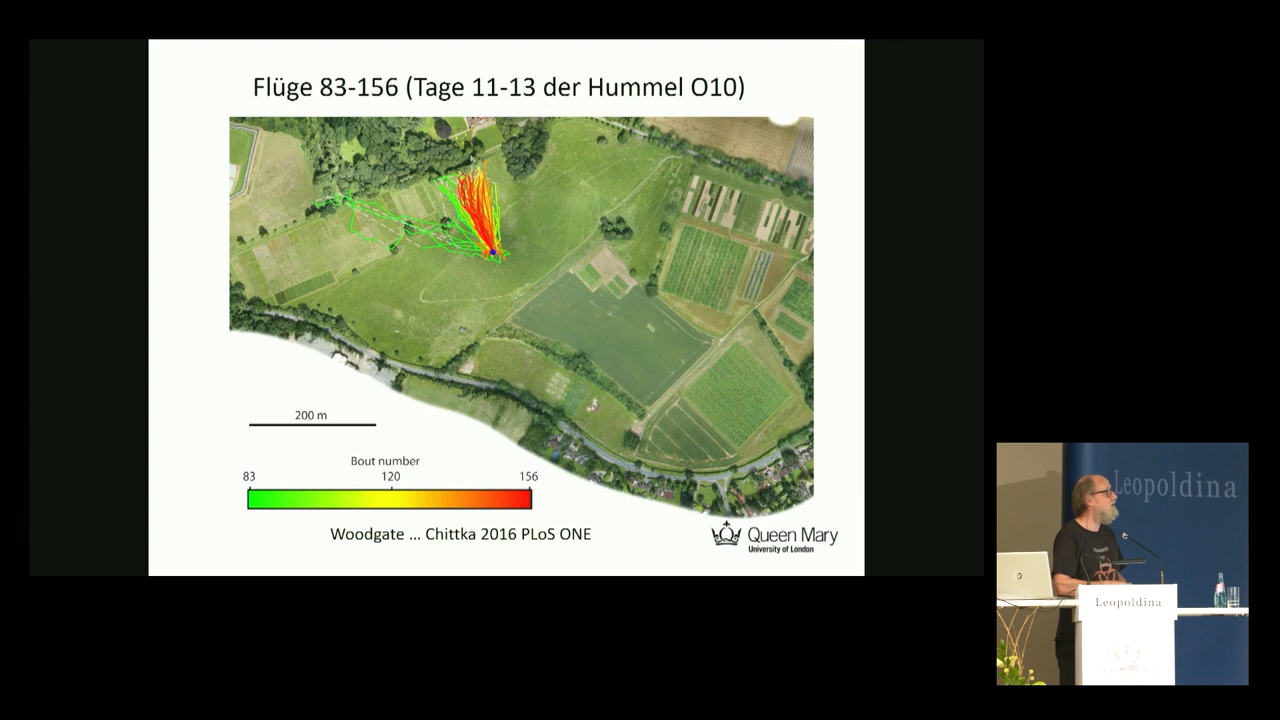 Flüge 83-156 (Tage 11-13 der Hummel O10)
200 m
Bout number
83 120 156
Woodgate ... Chittka 2016 PLoS ONE
Queen Mary
University of London
Leopoldina
Leopoldina